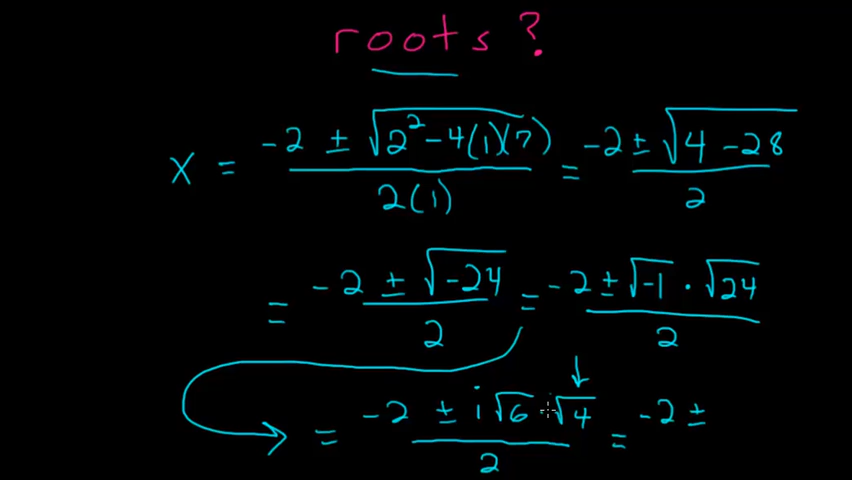 roots?
x = (-2 ± √(2² - 4(1)(7))) / 2(1) = (-2 ± √(4 - 28)) / 2
= (-2 ± √(-24)) / 2 = (-2 ± √(-1) · √24) / 2
= (-2 ± i√6 · √4) / 2 = -2 ±